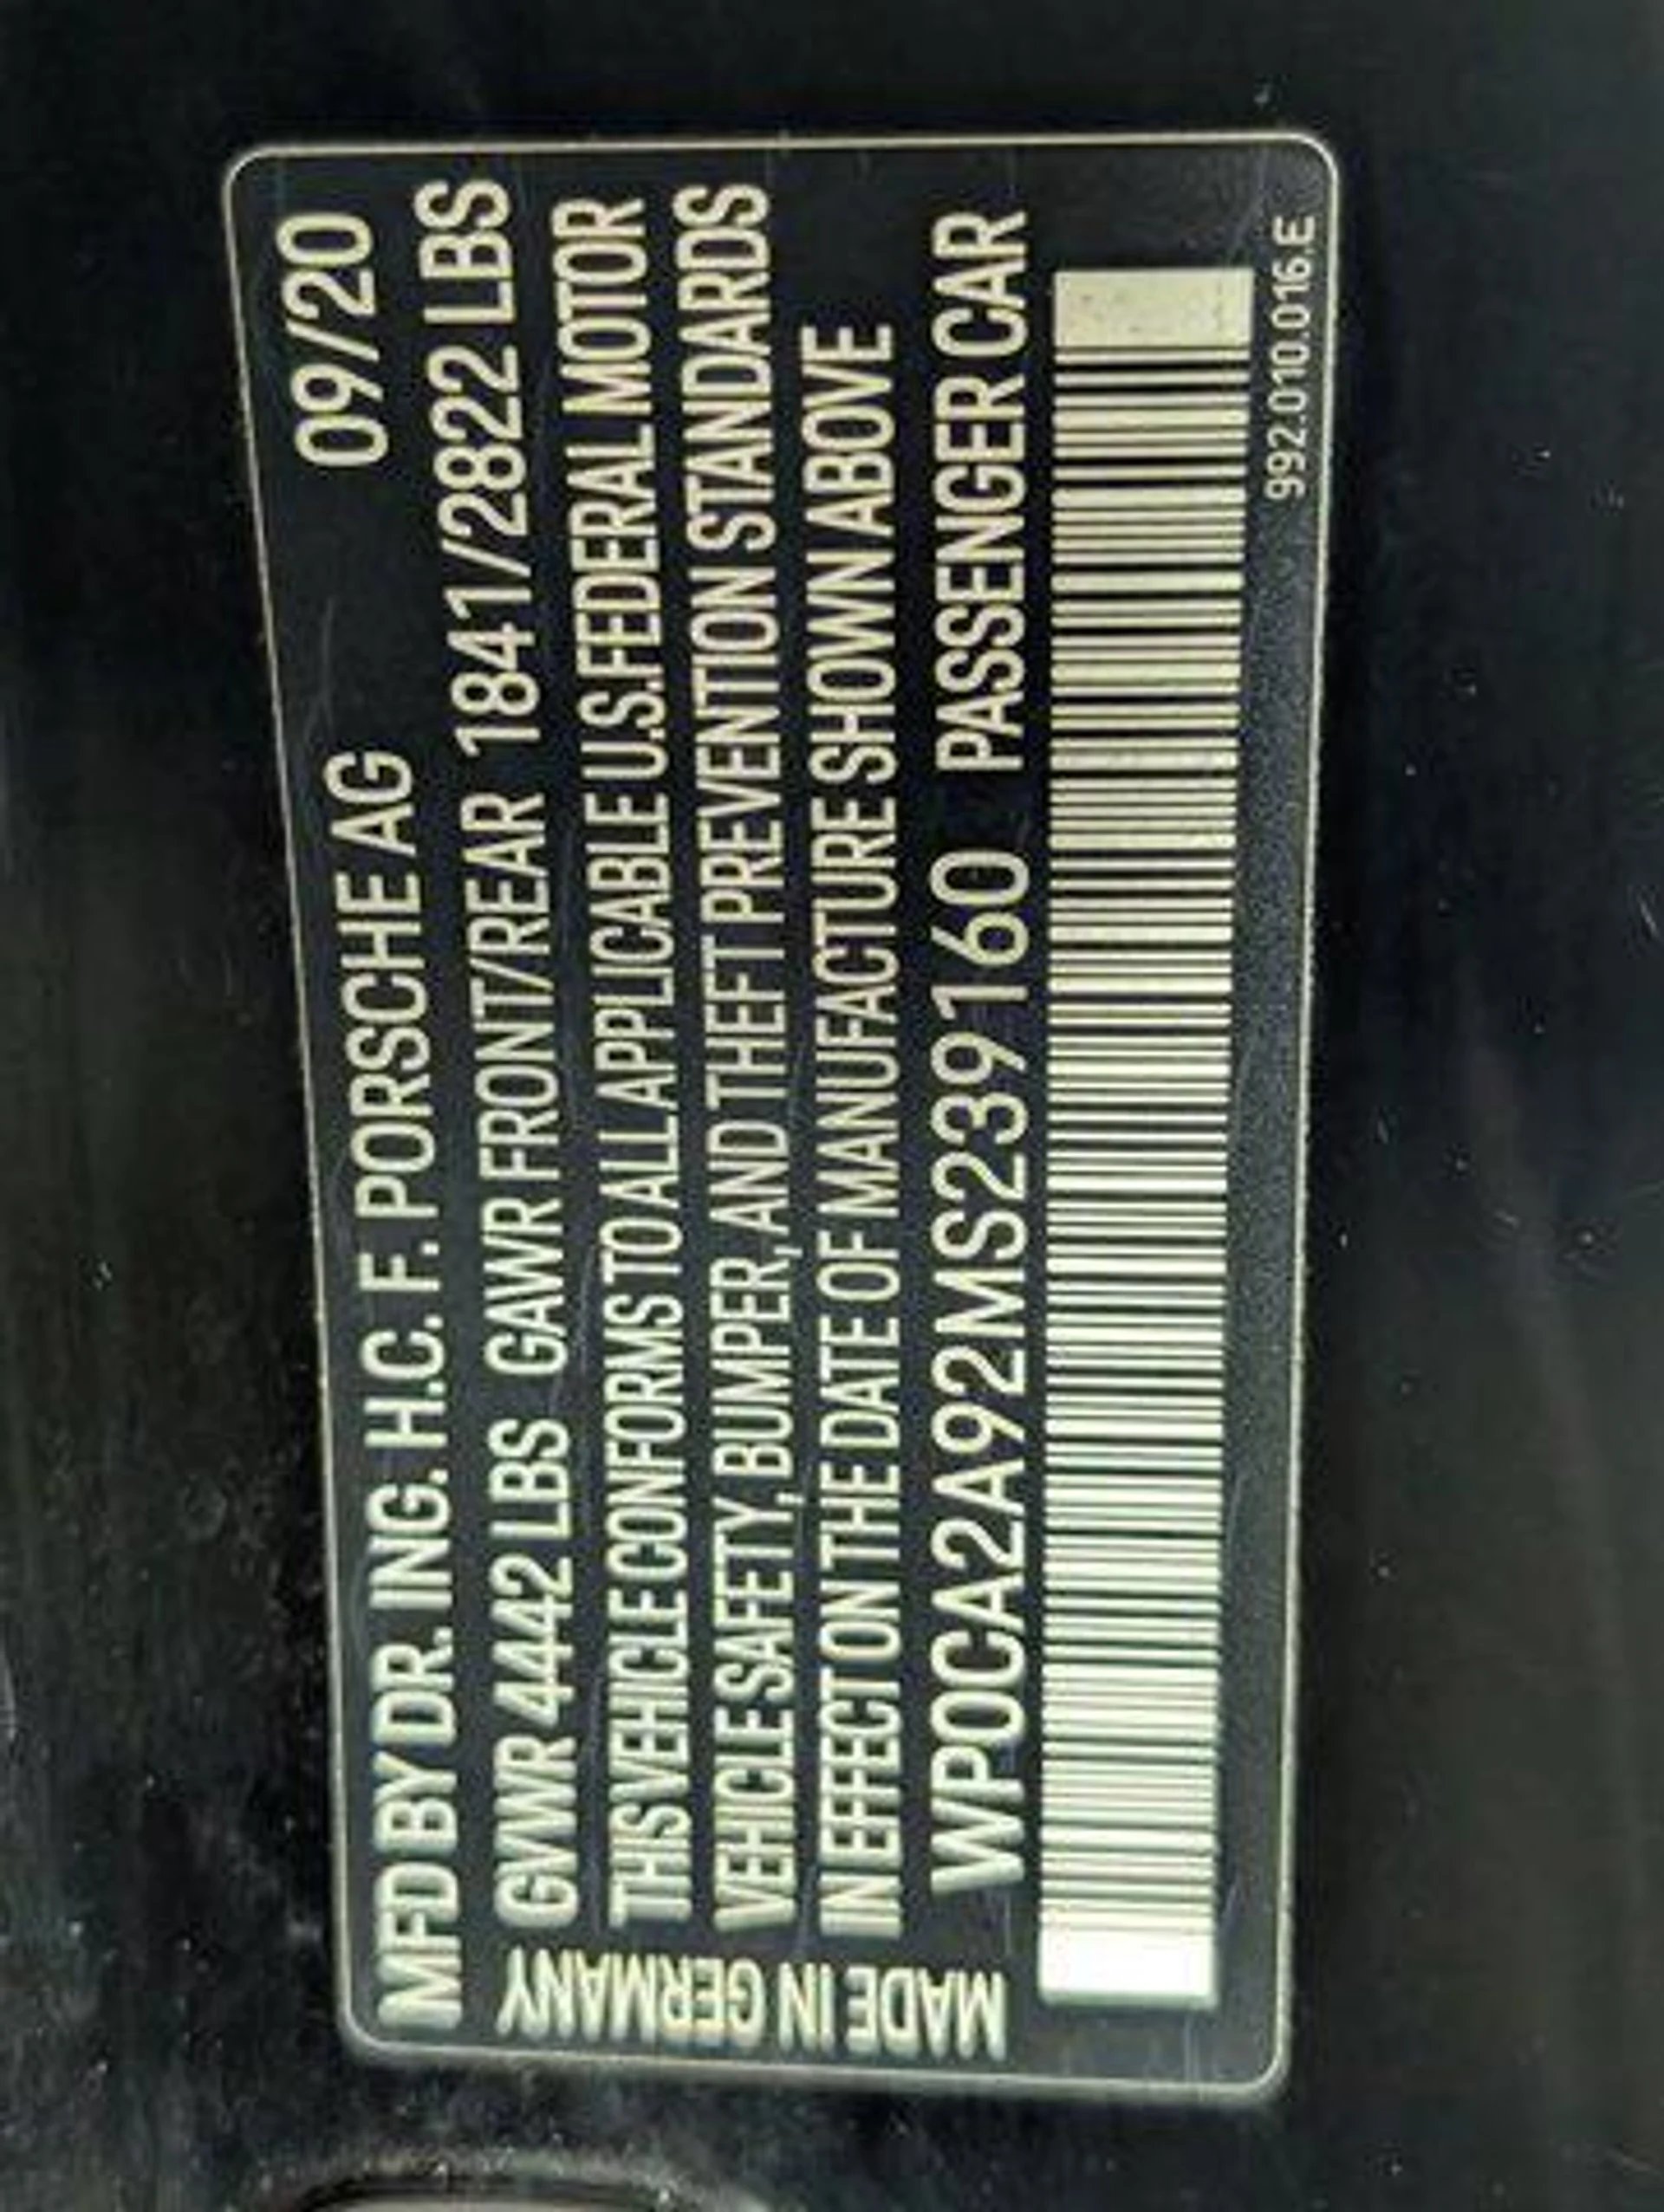 MFD BY DR. ING. H.C. F. PORSCHE AG 09/20
GVWR 4442 LBS GAWR FRONT/REAR 1841/2822 LBS
THIS VEHICLE CONFORMS TO ALL APPLICABLE U.S.FEDERAL MOTOR
VEHICLE SAFETY, BUMPER, AND THEFT PREVENTION STANDARDS
IN EFFECT ON THE DATE OF MANUFACTURE SHOWN ABOVE
WP0CA2A92MS239160 PASSENGER CAR
MADE IN GERMANY
992.010.016.E